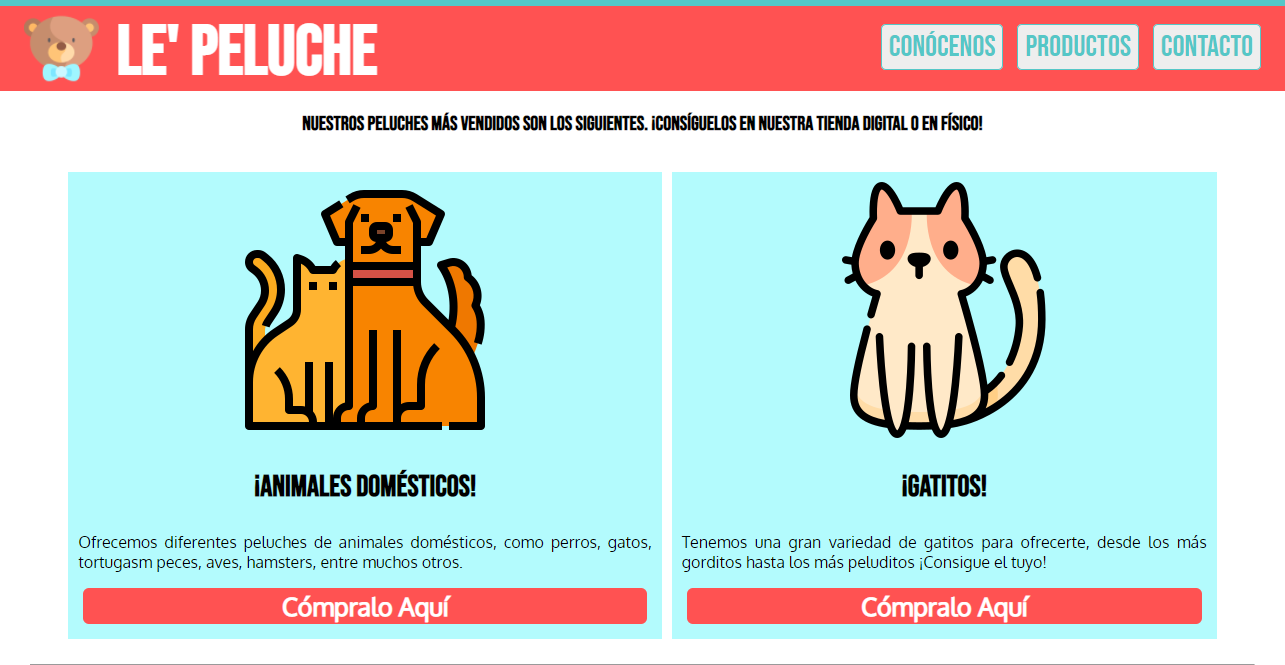 LE' PELUCHE
CONÓCENOS
PRODUCTOS
CONTACTO
NUESTROS PELUCHES MÁS VENDIDOS SON LOS SIGUIENTES. ¡CONSÍGUELOS EN NUESTRA TIENDA DIGITAL O EN FÍSICO!
¡ANIMALES DOMÉSTICOS!
Ofrecemos diferentes peluches de animales domésticos, como perros, gatos,
tortugasm peces, aves, hamsters, entre muchos otros.
Cómpralo Aquí
¡GATITOS!
Tenemos una gran variedad de gatitos para ofrecerte, desde los más
gorditos hasta los más peluditos ¡Consigue el tuyo!
Cómpralo Aquí